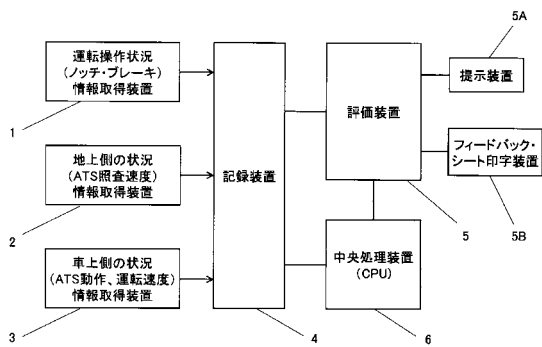 運転操作状況
(ノッチ・ブレーキ)
情報取得装置
1
地上側の状況
(ATS照査速度)
情報取得装置
2
車上側の状況
(ATS動作、運転速度)
情報取得装置
3
記録装置
4
評価装置
5
中央処理装置
(CPU)
6
5A
提示装置
フィードバック・
シート印字装置
5B